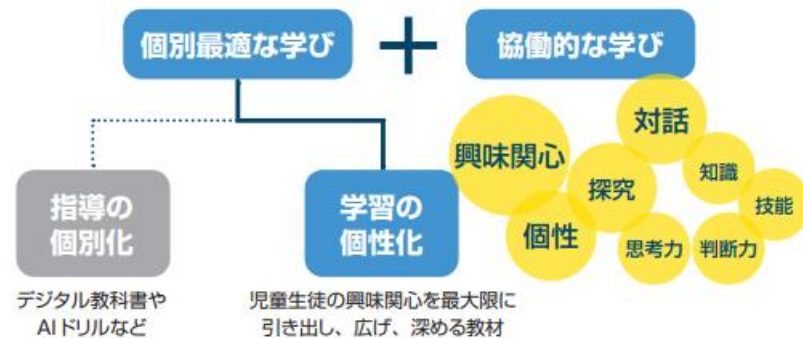 個別最適な学び
+
協働的な学び
指導の
個別化
学習の
個性化
興味関心
対話
探究
知識
技能
個性
思考力
判断力
デジタル教科書や
AIドリルなど
児童生徒の興味関心を最大限に
引き出し、広げ、深める教材